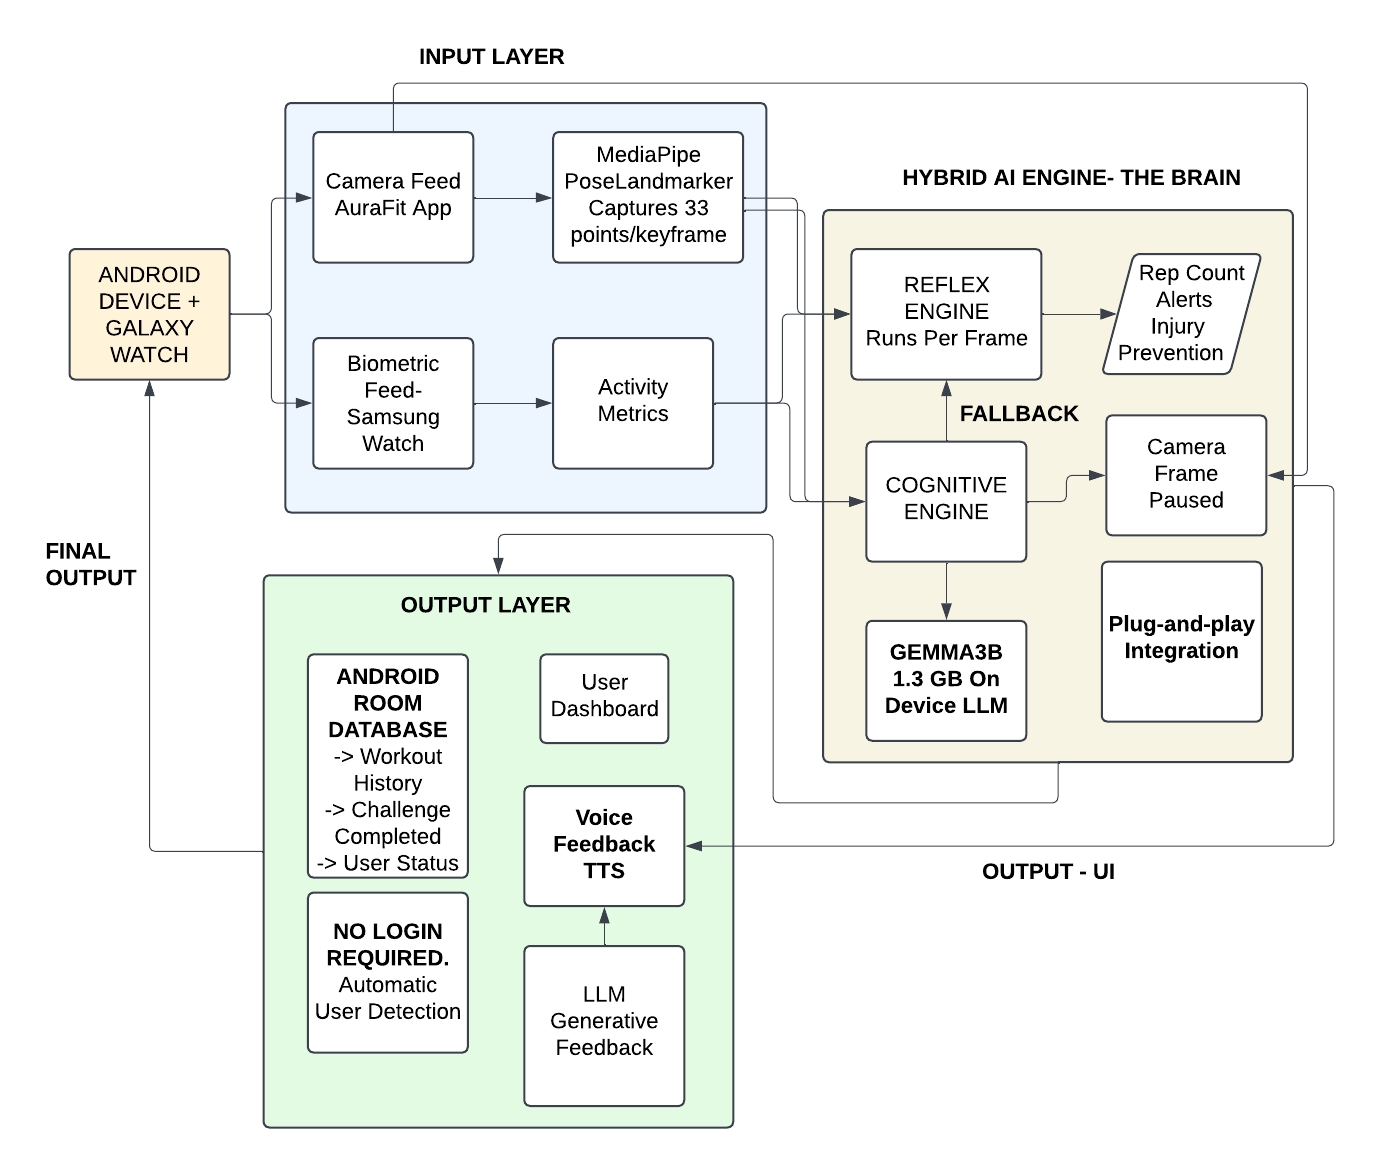 INPUT LAYER
Camera Feed
AuraFit App
MediaPipe
PoseLandmarker
Captures 33
points/keyframe
HYBRID AI ENGINE- THE BRAIN
ANDROID
DEVICE +
GALAXY
WATCH
Biometric
Feed-
Samsung
Watch
Activity
Metrics
REFLEX
ENGINE
Runs Per Frame
Rep Count
Alerts
Injury
Prevention
FALLBACK
COGNITIVE
ENGINE
Camera
Frame
Paused
GEMMA3B
1.3 GB On
Device LLM
Plug-and-play
Integration
FINAL
OUTPUT
OUTPUT LAYER
ANDROID
ROOM
DATABASE
-> Workout
History
-> Challenge
Completed
-> User Status
User
Dashboard
Voice
Feedback
TTS
OUTPUT - UI
NO LOGIN
REQUIRED.
Automatic
User Detection
LLM
Generative
Feedback